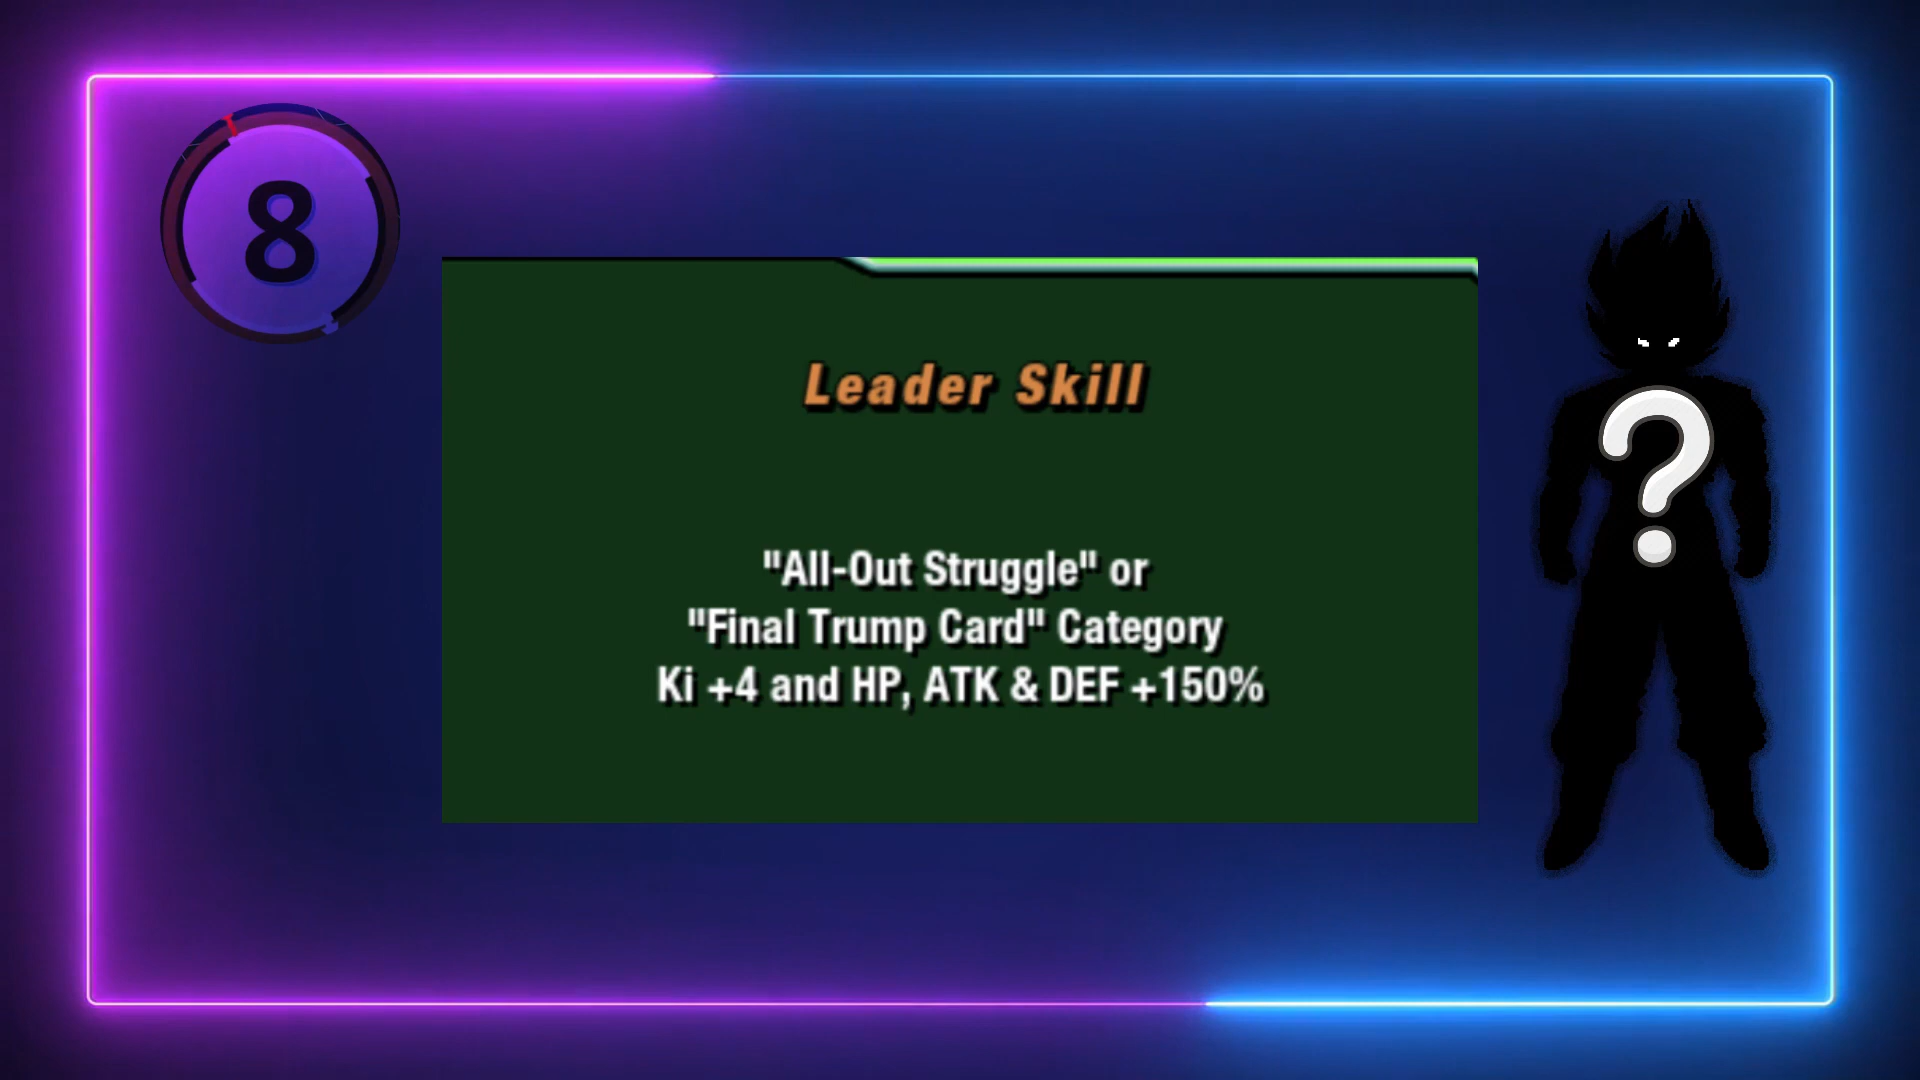 8
Leader Skill
"All-Out Struggle" or
"Final Trump Card" Category
Ki +4 and HP, ATK & DEF +150%
?